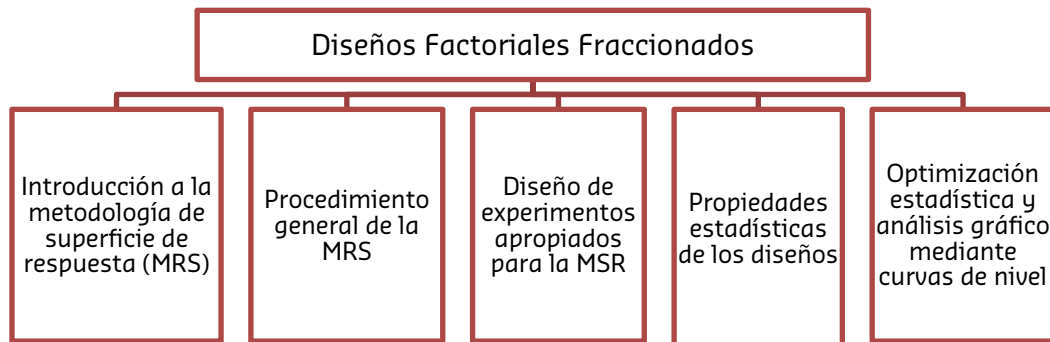 Diseños Factoriales Fraccionados
Introducción a la
metodología de
superficie de
respuesta (MRS)
Procedimiento
general de la
MRS
Diseño de
experimentos
apropiados
para la MSR
Propiedades
estadísticas
de los diseños
Optimización
estadística y
análisis gráfico
mediante
curvas de nivel